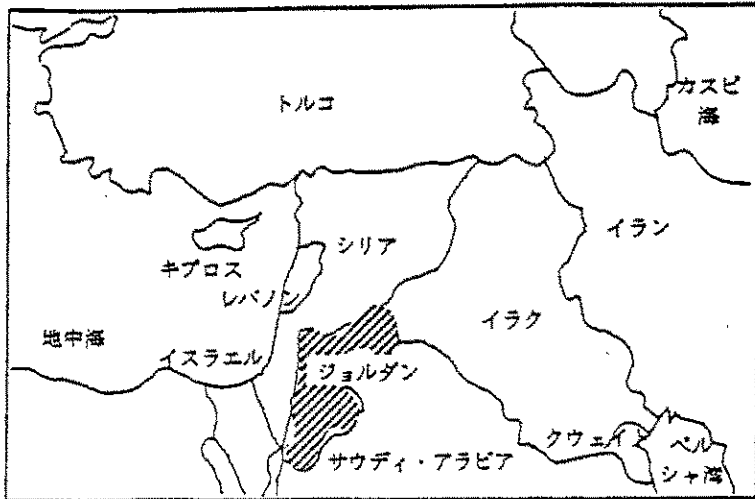 トルコ
カスピ
海
シリア
イラン
キプロス
レバノン
イラク
地中海
イスラエル
ジョルダン
クウェイト
ペル
シャ湾
サウディ・アラビア